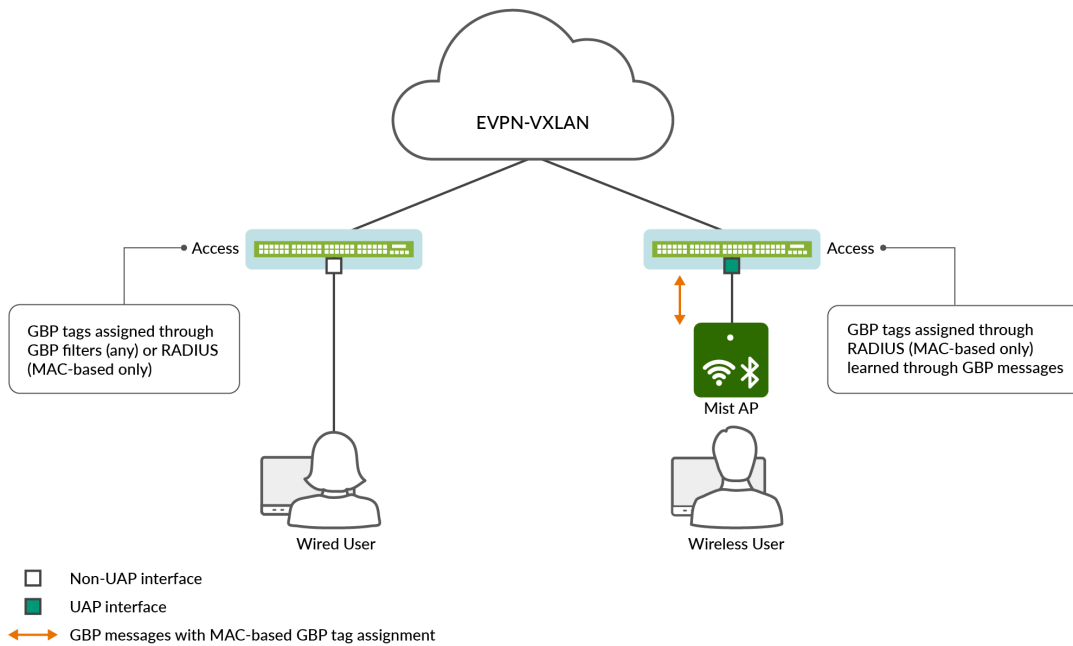 EVPN-VXLAN
Access
Access
GBP tags assigned through
GBP filters (any) or RADIUS
(MAC-based only)
GBP tags assigned through
RADIUS (MAC-based only)
learned through GBP messages
Mist AP
Wired User
Wireless User
Non-UAP interface
UAP interface
GBP messages with MAC-based GBP tag assignment